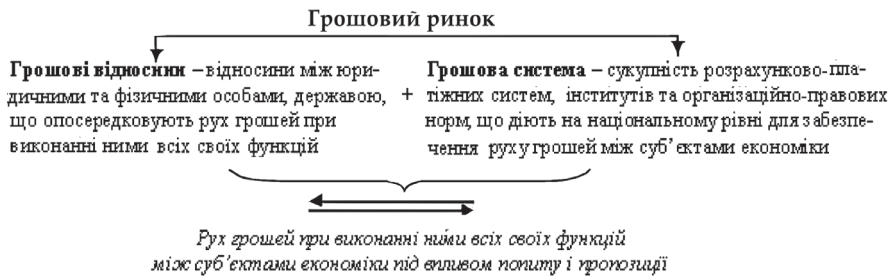 Грошовий ринок
Грошові відносини – відносини між юри-
дичними та фізичними особами, державою,
що опосередковують рух грошей при
виконанні ними всіх своїх функцій
+
Грошова система – сукупність розрахунково-пла-
тіжних систем, інститутів та організаційно-правових
норм, що діють на національному рівні для забезпе-
чення руху грошей між суб’єктами економіки
Рух грошей при виконанні ними всіх своїх функцій
між суб’єктами економіки під впливом попиту і пропозиції